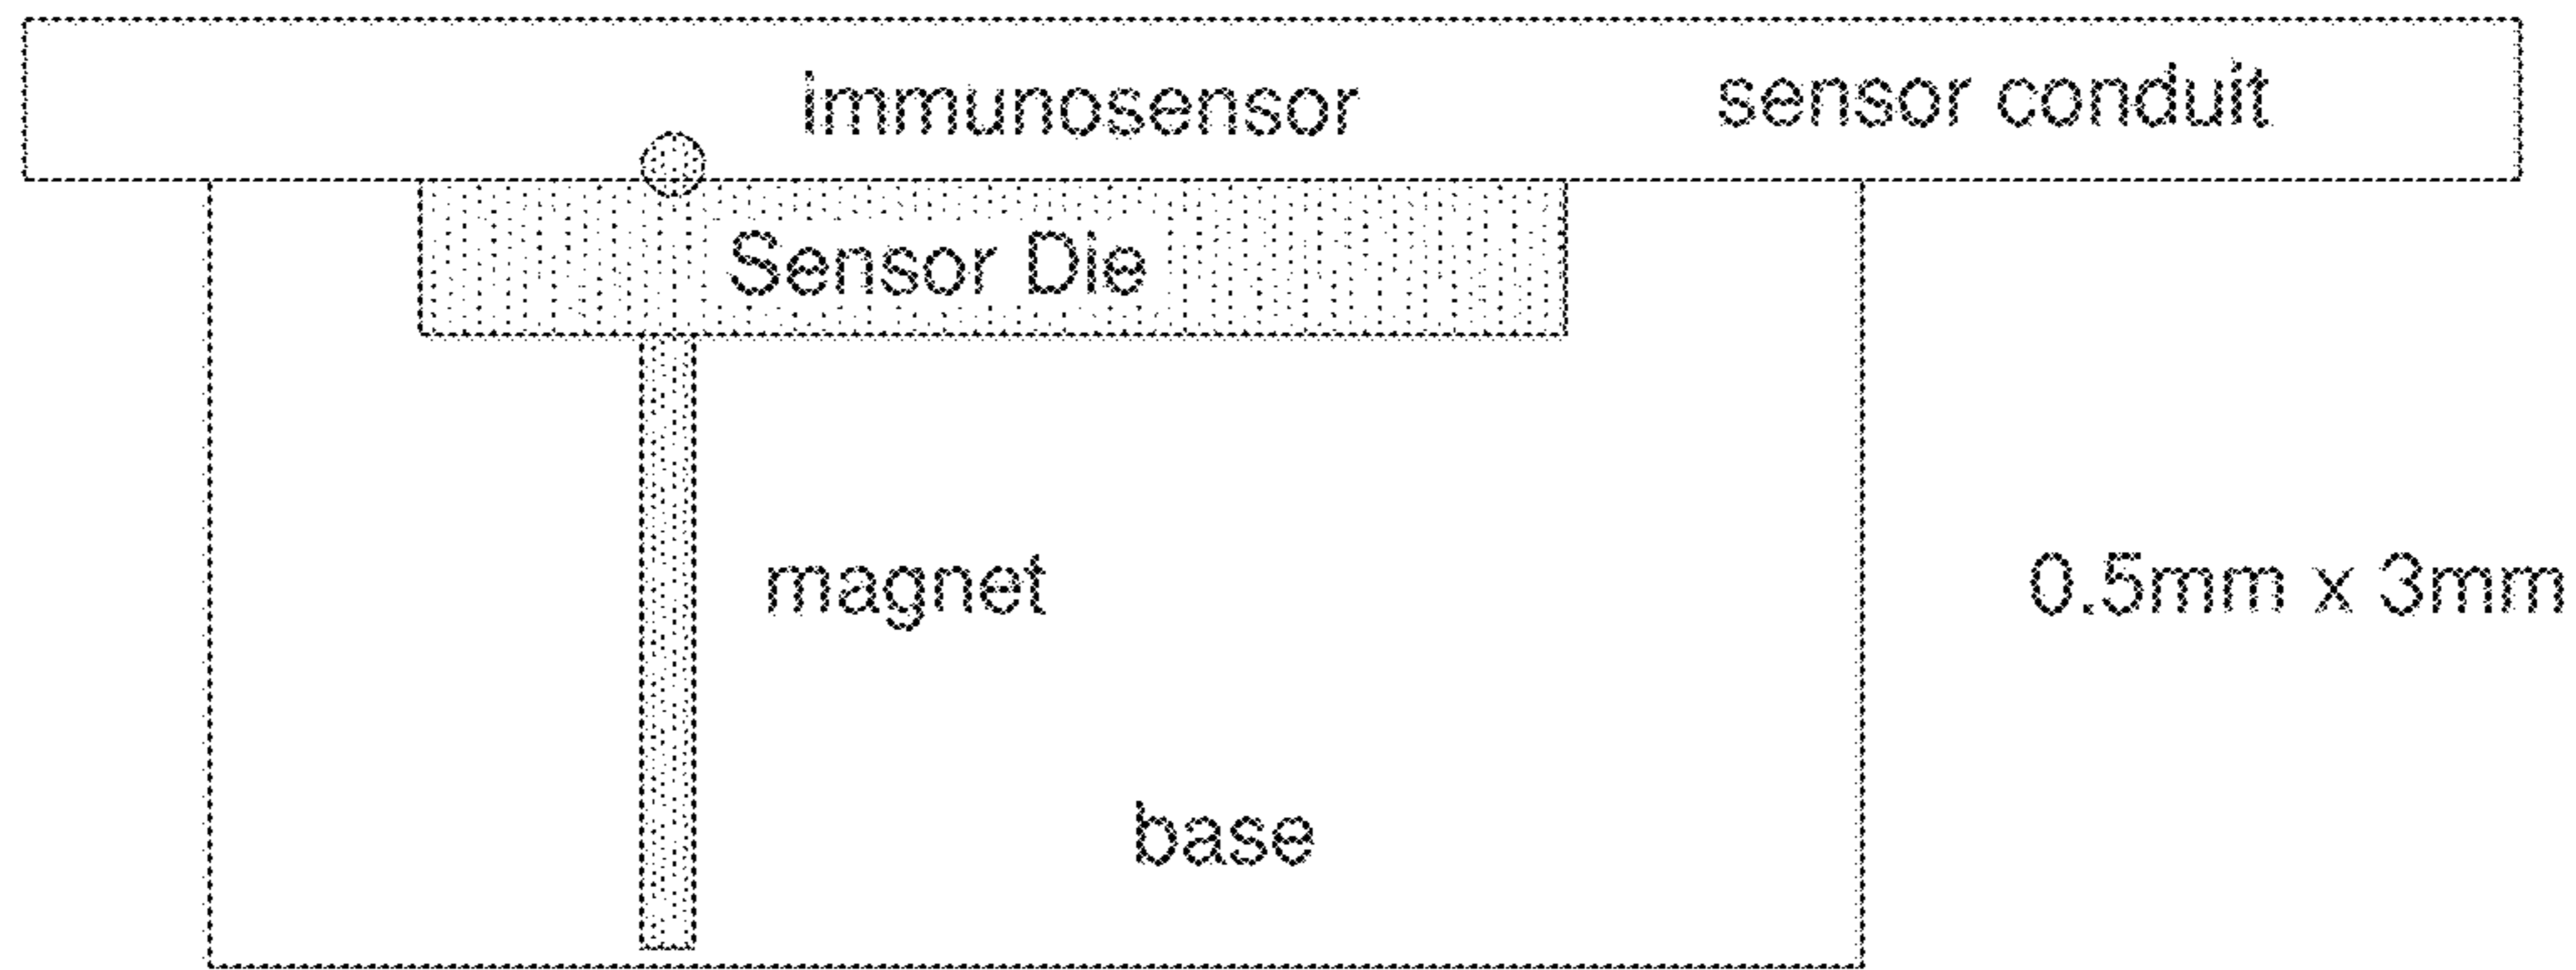 immunosensor
sensor conduit
Sensor Die
magnet
0.5mm x 3mm
base